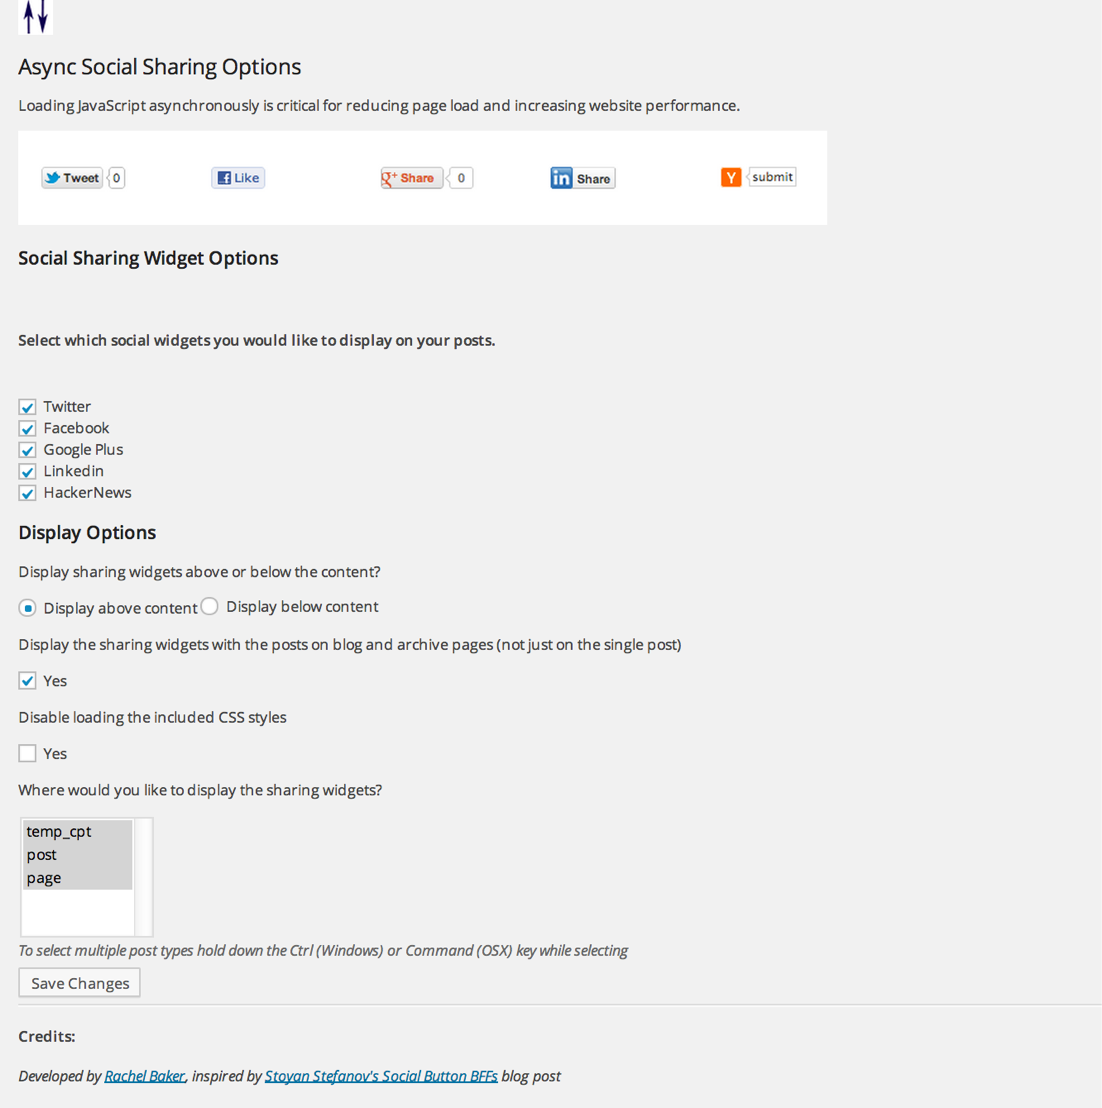 Async Social Sharing Options
Loading JavaScript asynchronously is critical for reducing page load and increasing website performance.
Tweet 0 Like g+ Share 0 in Share Y submit
Social Sharing Widget Options
Select which social widgets you would like to display on your posts.
Twitter
Facebook
Google Plus
Linkedin
HackerNews
Display Options
Display sharing widgets above or below the content?
Display above content Display below content
Display the sharing widgets with the posts on blog and archive pages (not just on the single post)
Yes
Disable loading the included CSS styles
Yes
Where would you like to display the sharing widgets?
temp_cpt
post
page
To select multiple post types hold down the Ctrl (Windows) or Command (OSX) key while selecting
Save Changes
Credits:
Developed by Rachel Baker, inspired by Stoyan Stefanov's Social Button BFFs blog post